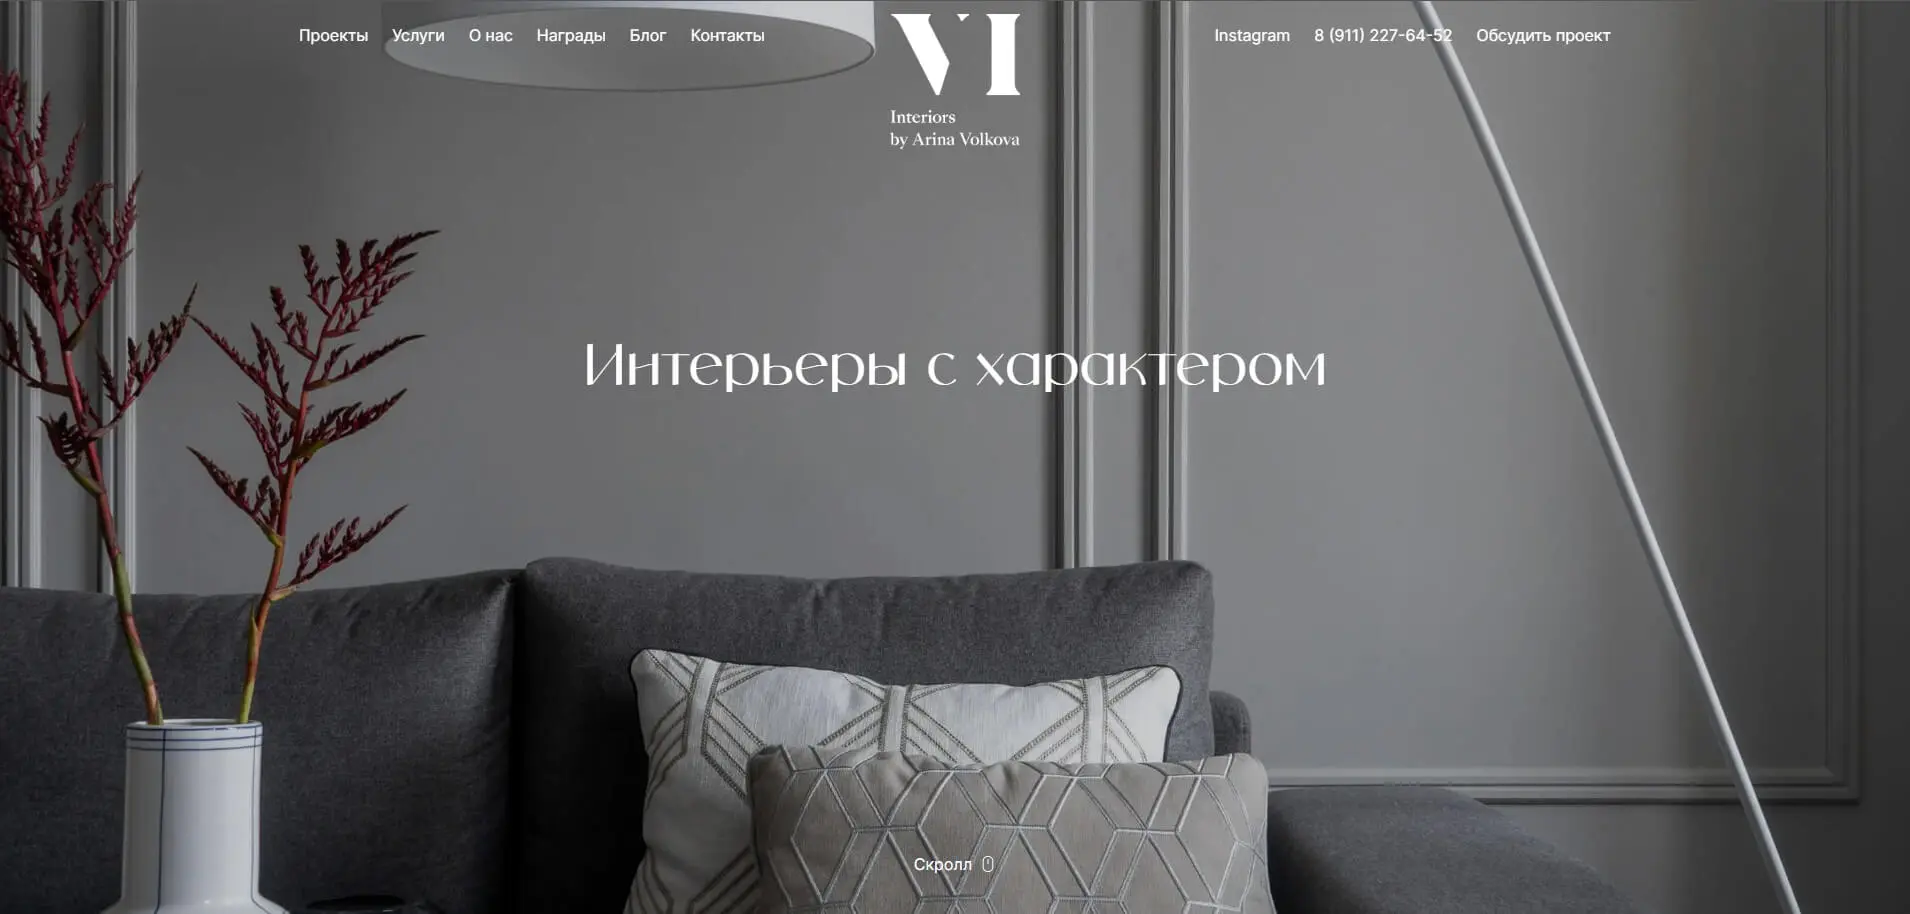 Проекты Услуги О нас Награды Блог Контакты
VI
Instagram 8 (911) 227-64-52 Обсудить проект
Interiors
by Arina Volkova
Интерьеры с характером
Скролл